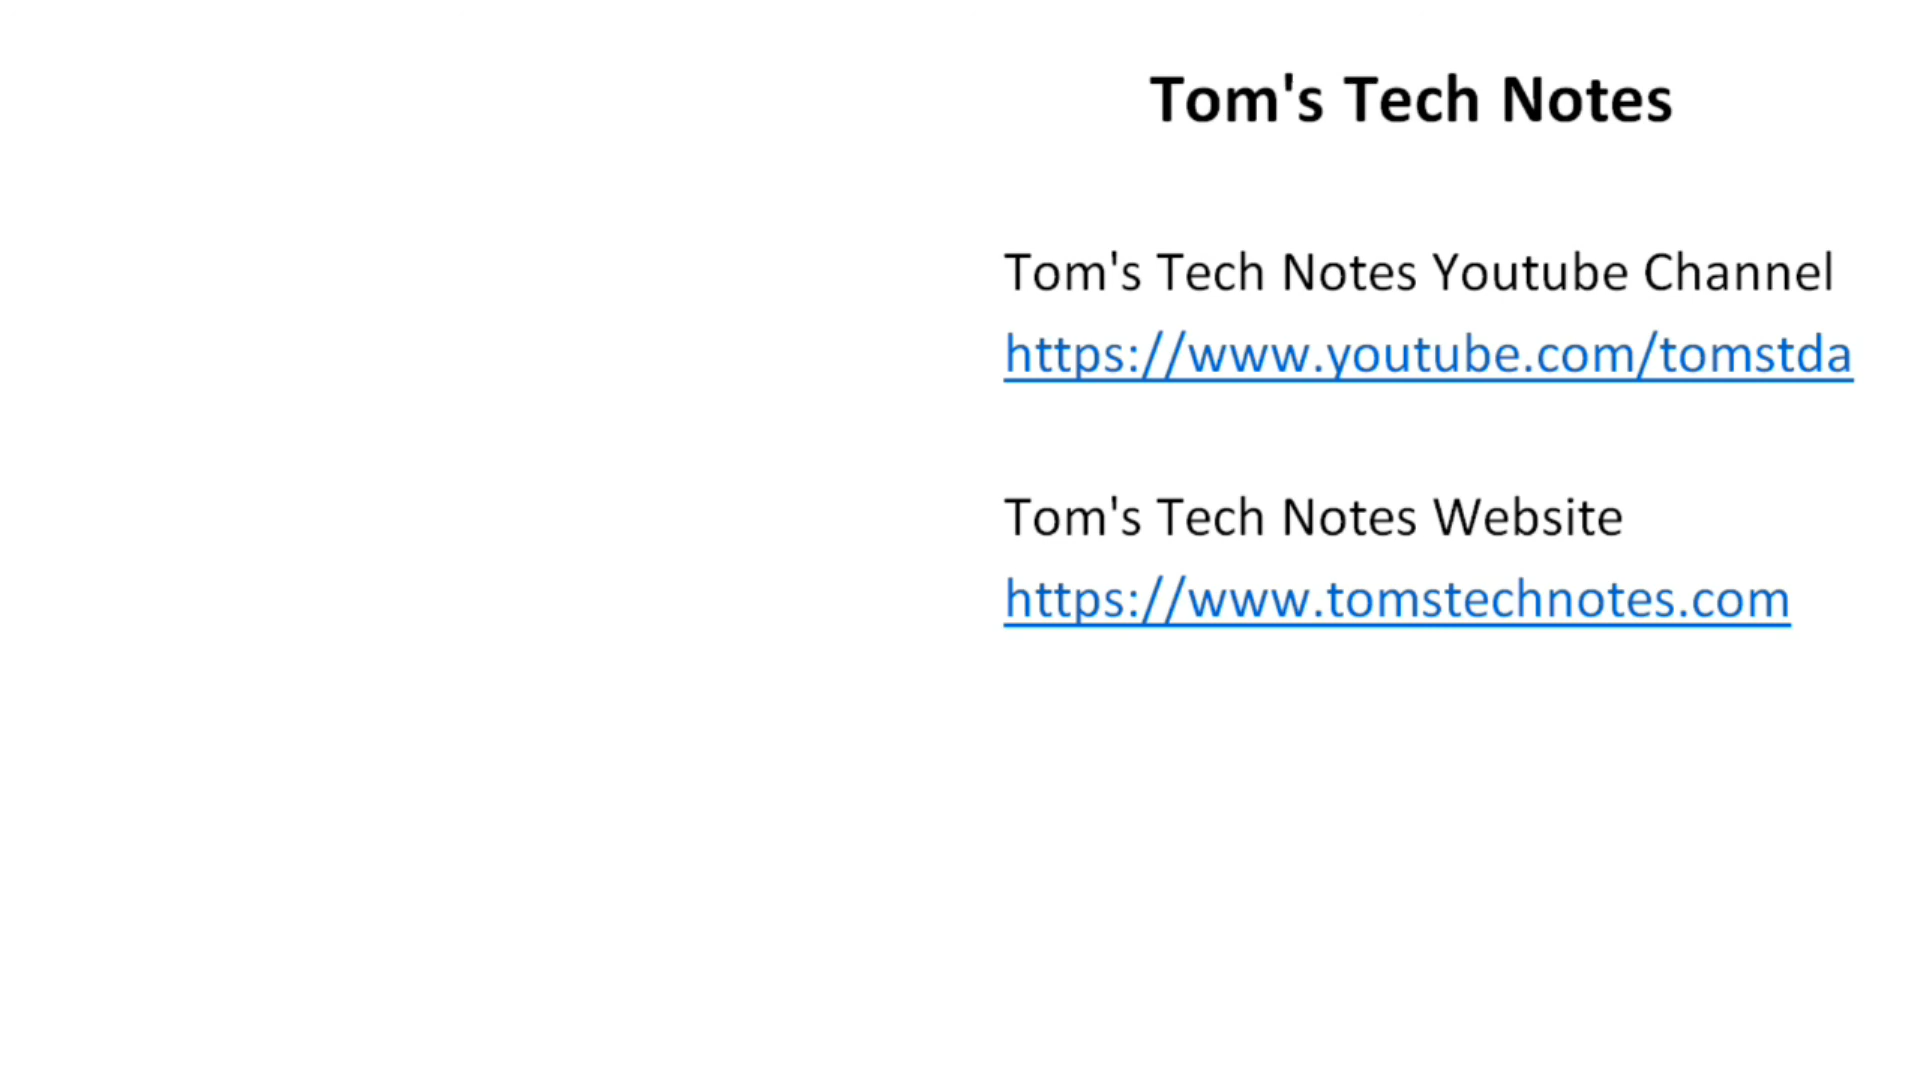 Tom's Tech Notes
Tom's Tech Notes Youtube Channel
https://www.youtube.com/tomstda
Tom's Tech Notes Website
https://www.tomstechnotes.com